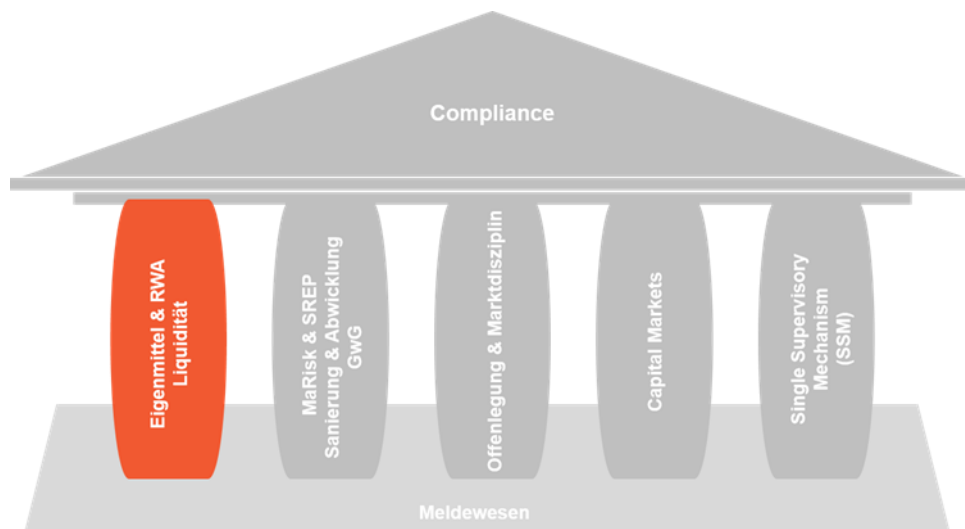 Compliance
Eigenmittel & RWA
Liquidität
MaRisk & SREP
Sanierung & Abwicklung
GwG
Offenlegung & Marktdisziplin
Capital Markets
Single Supervisory
Mechanism
(SSM)
Meldewesen